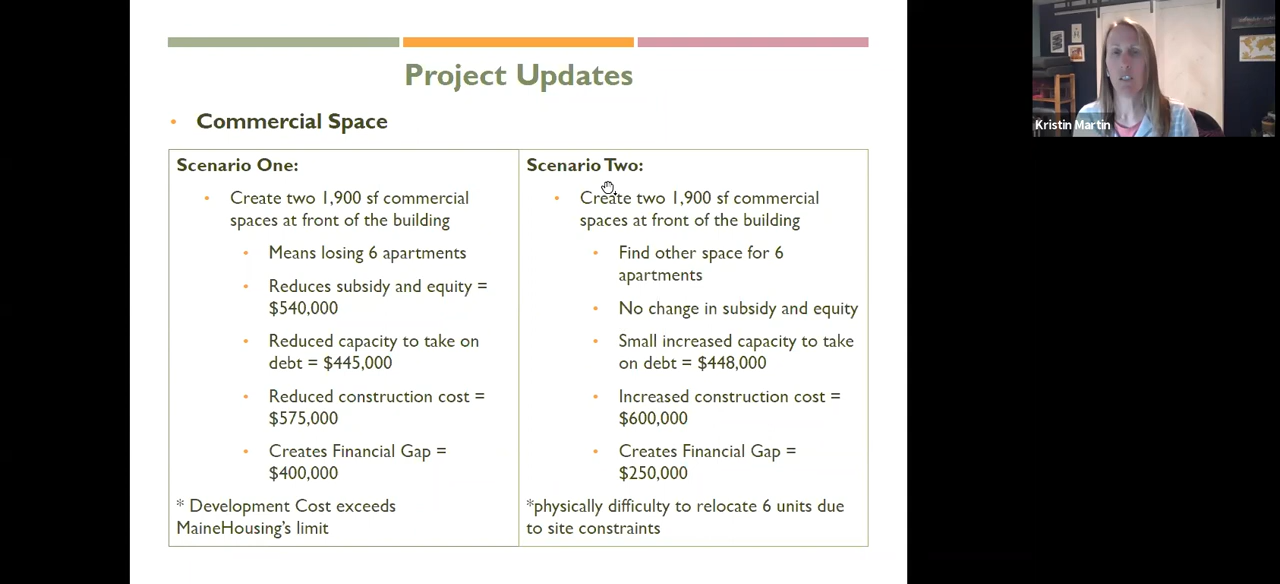 Project Updates
• Commercial Space
Scenario One:
• Create two 1,900 sf commercial
spaces at front of the building
• Means losing 6 apartments
• Reduces subsidy and equity =
$540,000
• Reduced capacity to take on
debt = $445,000
• Reduced construction cost =
$575,000
• Creates Financial Gap =
$400,000
* Development Cost exceeds
MaineHousing's limit
Scenario Two:
• Create two 1,900 sf commercial
spaces at front of the building
• Find other space for 6
apartments
• No change in subsidy and equity
• Small increased capacity to take
on debt = $448,000
• Increased construction cost =
$600,000
• Creates Financial Gap =
$250,000
*physically difficulty to relocate 6 units due
to site constraints
Kristin Martin